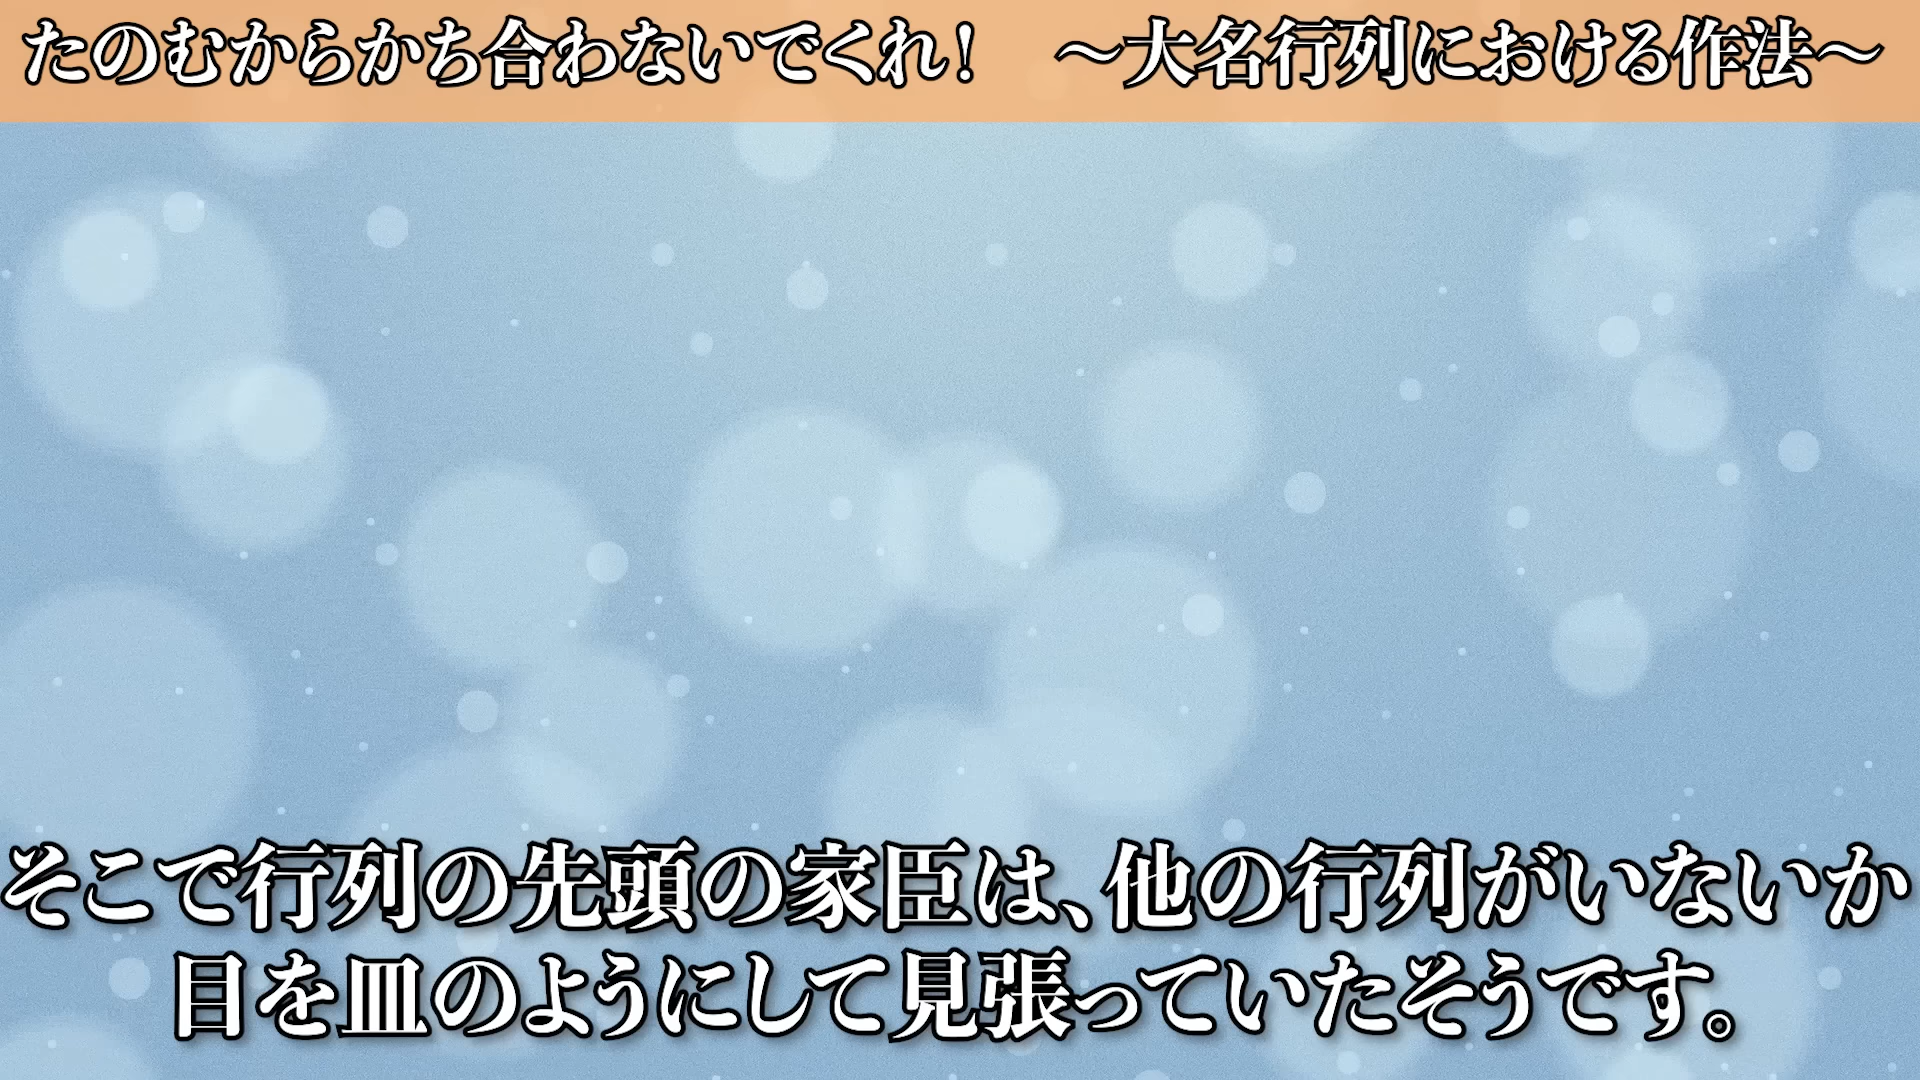 たのむからかち合わないでくれ！　～大名行列における作法～
そこで行列の先頭の家臣は、他の行列がいないか
目を皿のようにして見張っていたそうです。